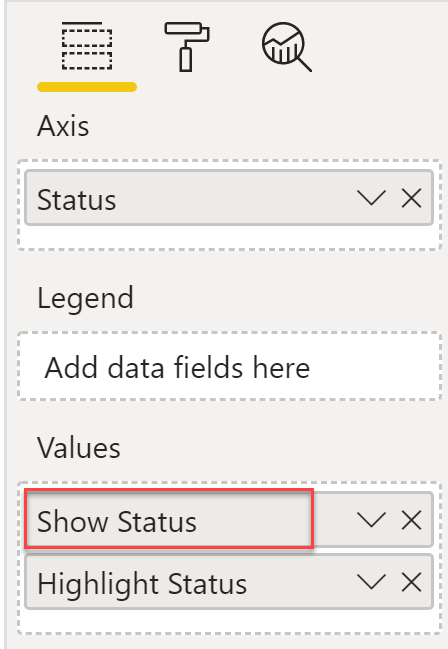 Axis
Status
Legend
Add data fields here
Values
Show Status
Highlight Status